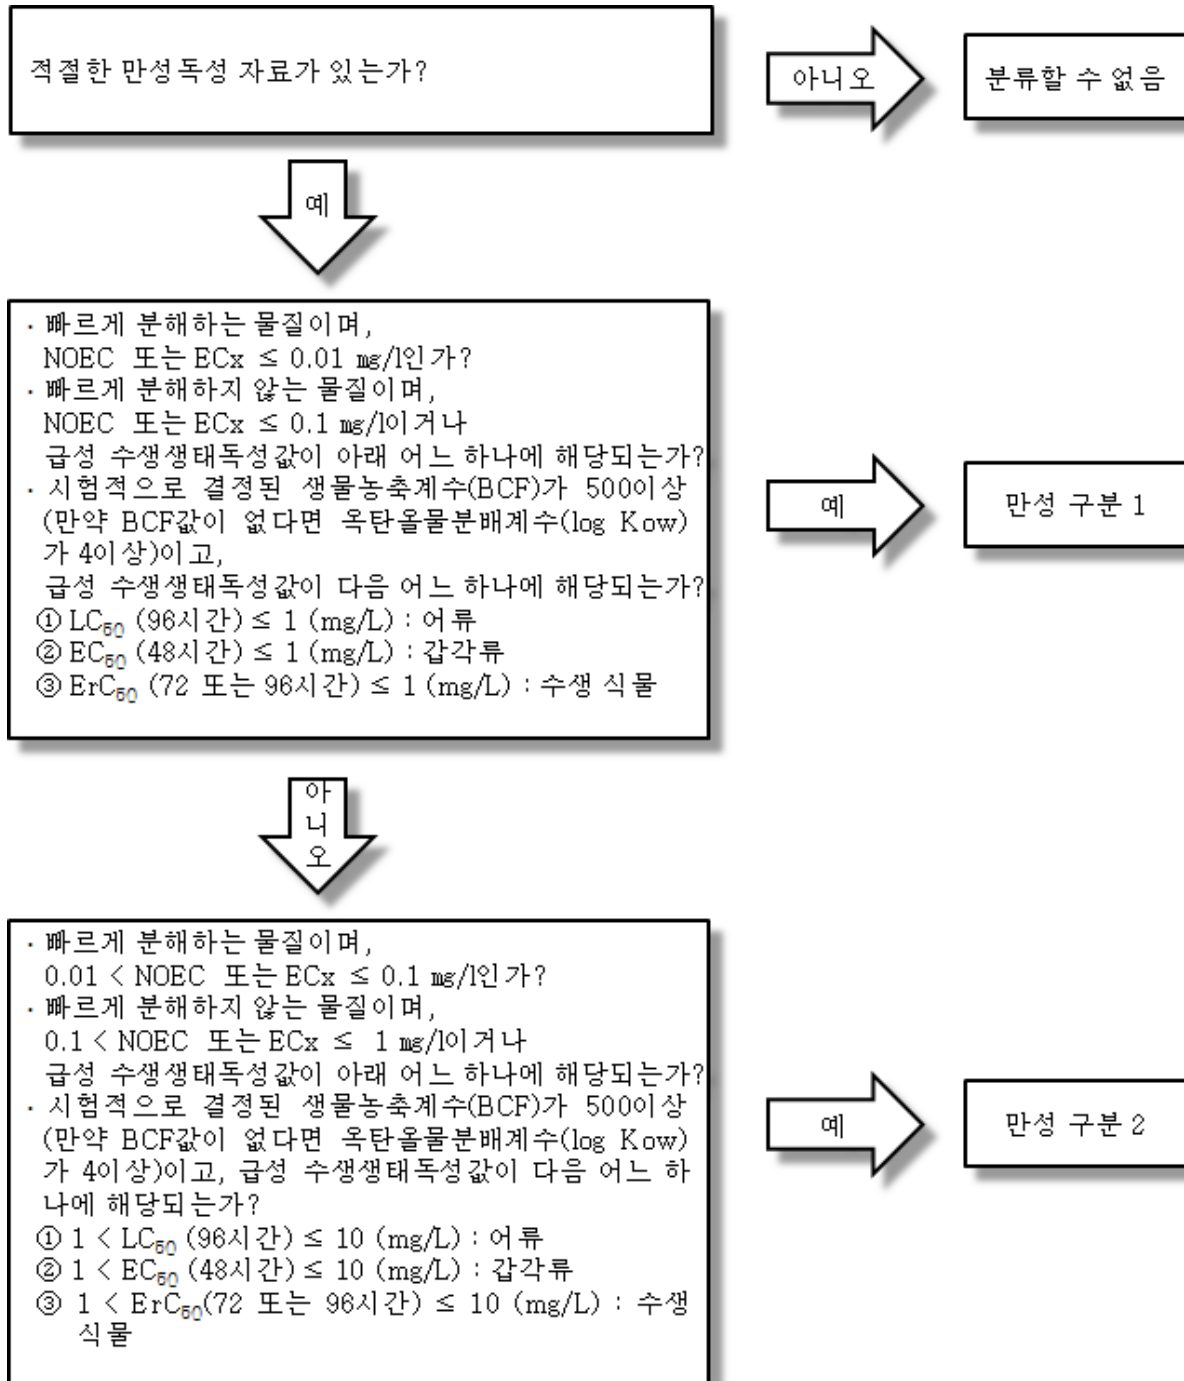 적절한 만성독성 자료가 있는가?
아니오
분류할 수 없음
예
· 빠르게 분해하는 물질이며,
NOEC 또는 ECx ≤ 0.01 ㎎/l인가?
· 빠르게 분해하지 않는 물질이며,
NOEC 또는 ECx ≤ 0.1 ㎎/l이거나
급성 수생생태독성값이 아래 어느 하나에 해당되는가?
· 시험적으로 결정된 생물농축계수(BCF)가 500이상
(만약 BCF값이 없다면 옥탄올물분배계수(log Kow)
가 4이상)이고,
급성 수생생태독성값이 다음 어느 하나에 해당되는가?
① LC₅₀ (96시간) ≤ 1 (mg/L) : 어류
② EC₅₀ (48시간) ≤ 1 (mg/L) : 갑각류
③ ErC₅₀ (72 또는 96시간) ≤ 1 (mg/L) : 수생 식물
예
만성 구분 1
아
니
오
· 빠르게 분해하는 물질이며,
0.01 < NOEC 또는 ECx ≤ 0.1 ㎎/l인가?
· 빠르게 분해하지 않는 물질이며,
0.1 < NOEC 또는 ECx ≤ 1 ㎎/l이거나
급성 수생생태독성값이 아래 어느 하나에 해당되는가?
· 시험적으로 결정된 생물농축계수(BCF)가 500이상
(만약 BCF값이 없다면 옥탄올물분배계수(log Kow)
가 4이상)이고, 급성 수생생태독성값이 다음 어느 하
나에 해당되는가?
① 1 < LC₅₀ (96시간) ≤ 10 (mg/L) : 어류
② 1 < EC₅₀ (48시간) ≤ 10 (mg/L) : 갑각류
③ 1 < ErC₅₀(72 또는 96시간) ≤ 10 (mg/L) : 수생
식물
예
만성 구분 2